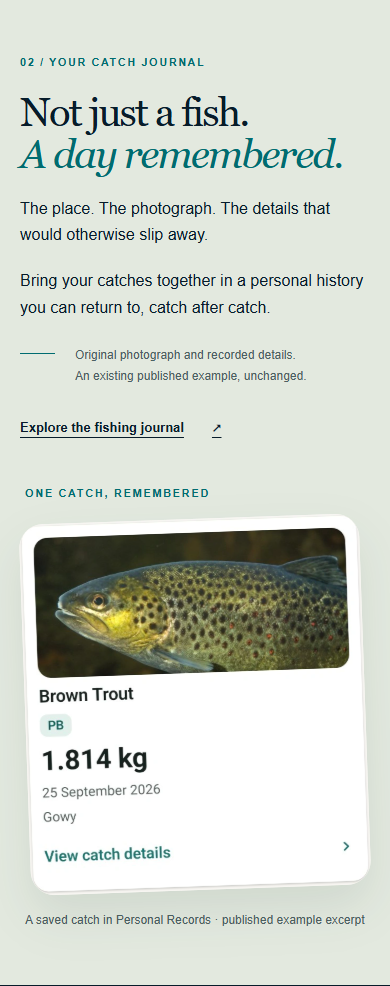 02 / YOUR CATCH JOURNAL
Not just a fish.
A day remembered.
The place. The photograph. The details that
would otherwise slip away.
Bring your catches together in a personal history
you can return to, catch after catch.
Original photograph and recorded details.
An existing published example, unchanged.
Explore the fishing journal ↗
ONE CATCH, REMEMBERED
Brown Trout
PB
1.814 kg
25 September 2026
Gowy
View catch details ›
A saved catch in Personal Records · published example excerpt